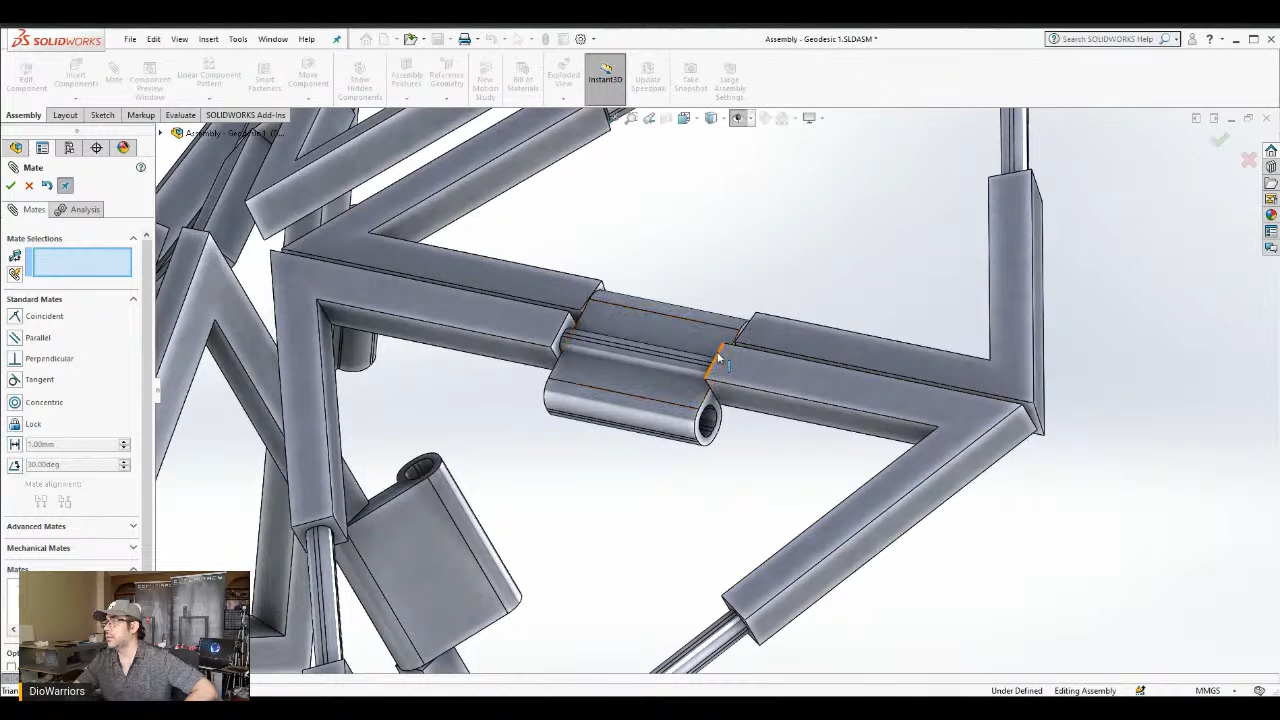 SOLIDWORKS File Edit View Insert Tools Window Help Assembly - Geodesic 1.SLDASM * Search SOLIDWORKS Help
Edit Component
Insert Components
Mate
Component Preview Window
Linear Component Pattern
Smart Fasteners
Move Component
Show Hidden Components
Assembly Features
Reference Geometry
New Motion Study
Bill of Materials
Exploded View
Instant3D
Update Speedpak
Take Snapshot
Large Assembly Settings
Assembly Layout Sketch Markup Evaluate SOLIDWORKS Add-Ins
Assembly - Geodesic 1 (D...
Mate
Mates Analysis
Mate Selections
Standard Mates
Coincident
Parallel
Perpendicular
Tangent
Concentric
Lock
1.00mm
30.00deg
Mate alignment:
Advanced Mates
Mechanical Mates
Mates
DioWarriors
Under Defined Editing Assembly MMGS